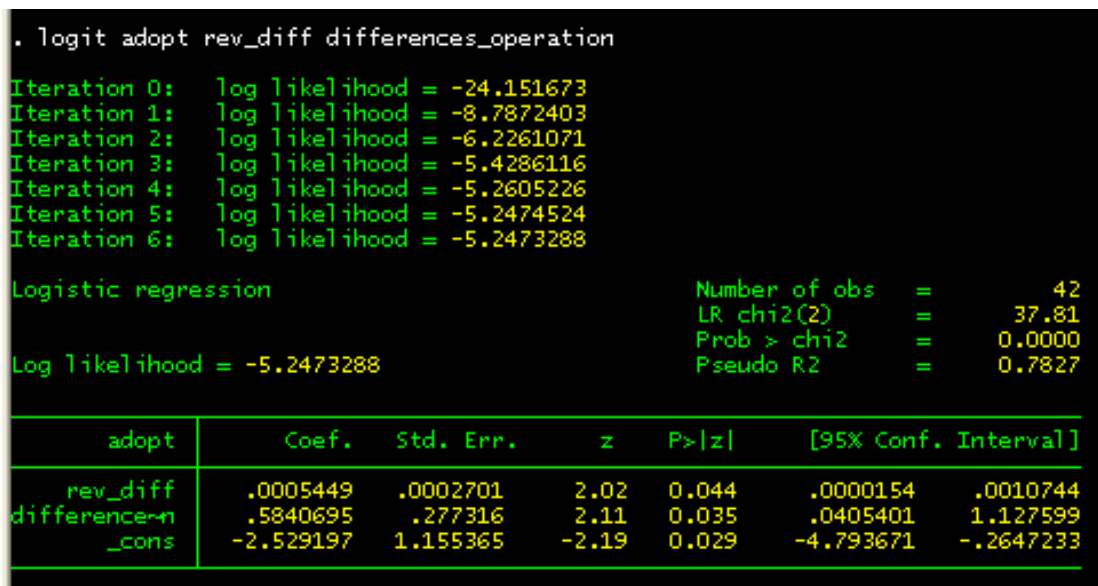 . logit adopt rev_diff differences_operation
Iteration 0: log likelihood = -24.151673
Iteration 1: log likelihood = -8.7872403
Iteration 2: log likelihood = -6.2261071
Iteration 3: log likelihood = -5.4286116
Iteration 4: log likelihood = -5.2605226
Iteration 5: log likelihood = -5.2474524
Iteration 6: log likelihood = -5.2473288
Logistic regression Number of obs = 42
LR chi2(2) = 37.81
Prob > chi2 = 0.0000
Log likelihood = -5.2473288 Pseudo R2 = 0.7827
adopt Coef. Std. Err. z P>|z| [95% Conf. Interval]
rev_diff .0005449 .0002701 2.02 0.044 .0000154 .0010744
difference~n .5840695 .277316 2.11 0.035 .0405401 1.127599
_cons -2.529197 1.155365 -2.19 0.029 -4.793671 -.2647233